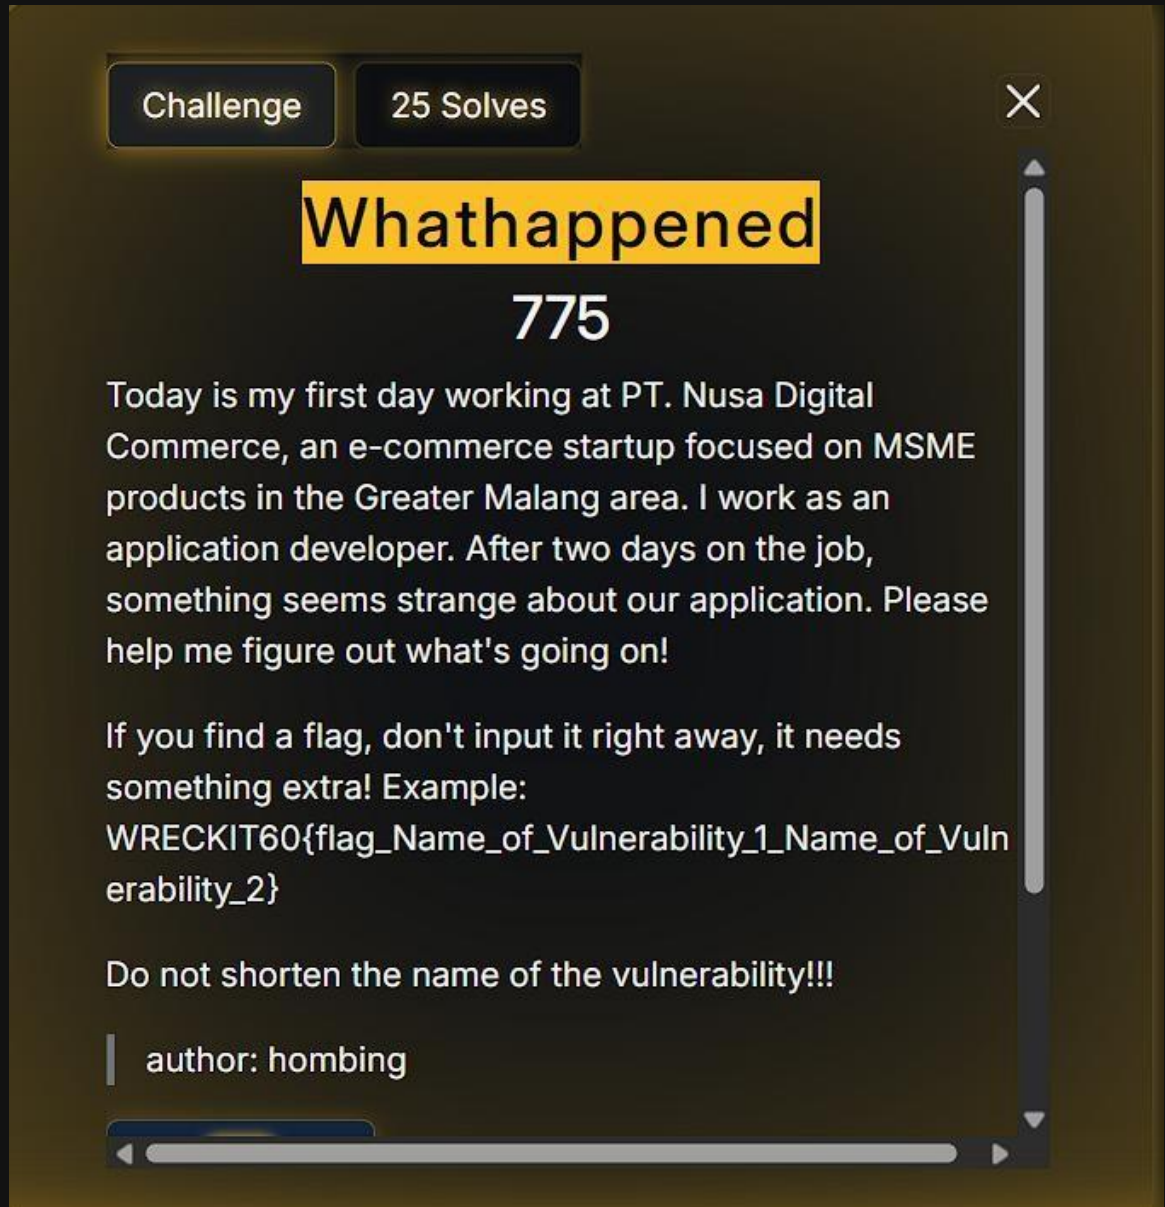 Challenge
25 Solves
Whathappened
775
Today is my first day working at PT. Nusa Digital
Commerce, an e-commerce startup focused on MSME
products in the Greater Malang area. I work as an
application developer. After two days on the job,
something seems strange about our application. Please
help me figure out what's going on!
If you find a flag, don't input it right away, it needs
something extra! Example:
WRECKIT60{flag_Name_of_Vulnerability_1_Name_of_Vuln
erability_2}
Do not shorten the name of the vulnerability!!!
author: hombing